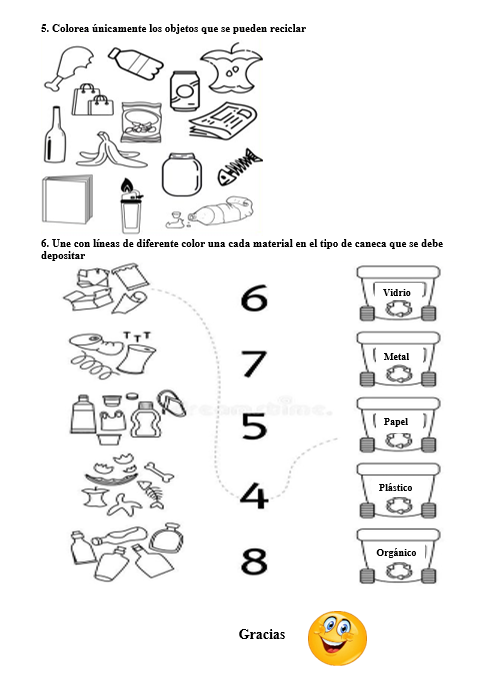 5. Colorea únicamente los objetos que se pueden reciclar
6. Une con líneas de diferente color una cada material en el tipo de caneca que se debe
depositar
6
Vidrio
7
Metal
dreamstime.
5
Papel
4
Plástico
8
Orgánico
Gracias